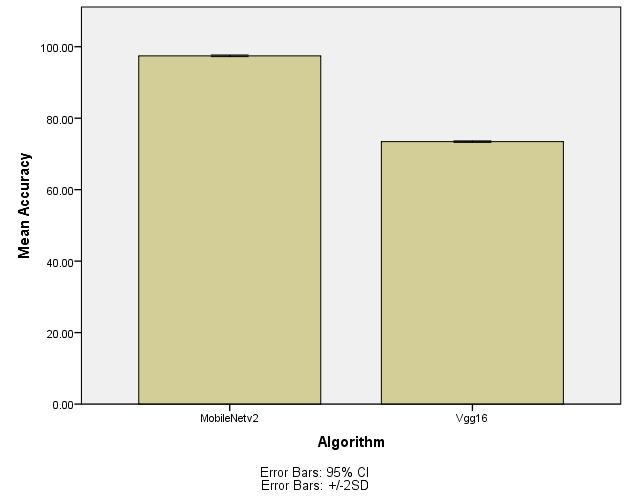 100.00
80.00
60.00
40.00
20.00
0.00
Mean Accuracy
MobileNetv2
Vgg16
Algorithm
Error Bars: 95% CI
Error Bars: +/-2SD